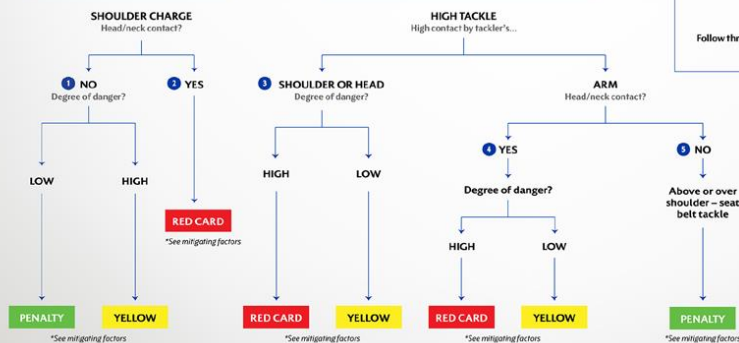 SHOULDER CHARGE
Head/neck contact?
HIGH TACKLE
High contact by tackler's...
Follow thr
1 NO
Degree of danger?
2 YES
3 SHOULDER OR HEAD
Degree of danger?
ARM
Head/neck contact?
LOW
HIGH
HIGH
LOW
4 YES
5 NO
Degree of danger?
Above or over
shoulder – seat
belt tackle
RED CARD
*See mitigating factors
HIGH
LOW
PENALTY
YELLOW
*See mitigating factors
RED CARD
YELLOW
*See mitigating factors
RED CARD
YELLOW
*See mitigating factors
PENALTY
*See mitigating factors